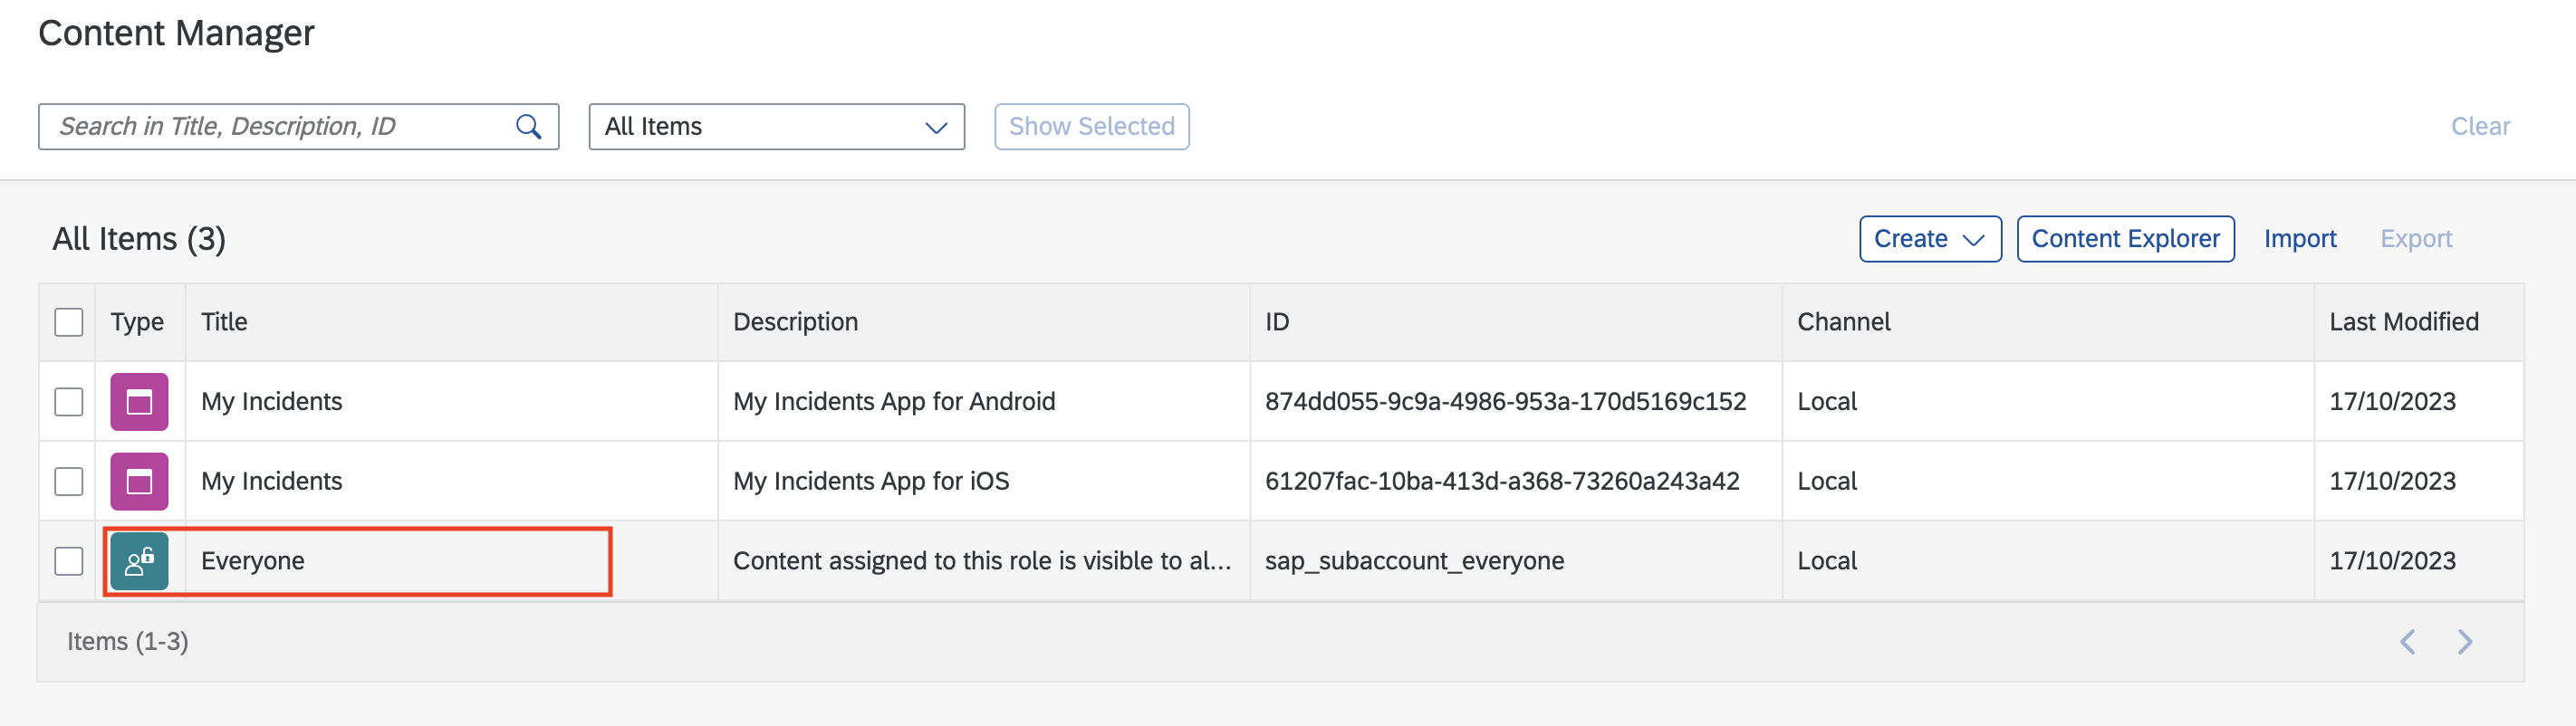 Content Manager
Search in Title, Description, ID All Items Show Selected Clear
All Items (3) Create Content Explorer Import Export
Type Title Description ID Channel Last Modified
My Incidents My Incidents App for Android 874dd055-9c9a-4986-953a-170d5169c152 Local 17/10/2023
My Incidents My Incidents App for iOS 61207fac-10ba-413d-a368-73260a243a42 Local 17/10/2023
Everyone Content assigned to this role is visible to al... sap_subaccount_everyone Local 17/10/2023
Items (1-3)